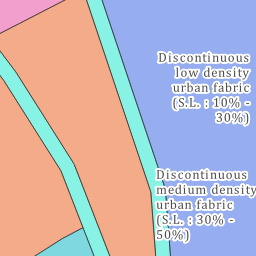 Discontinuous
low density
urban fabric
(S.L. : 10% -
30%)
Discontinuous
medium density
urban fabric
(S.L. : 30% -
50%)